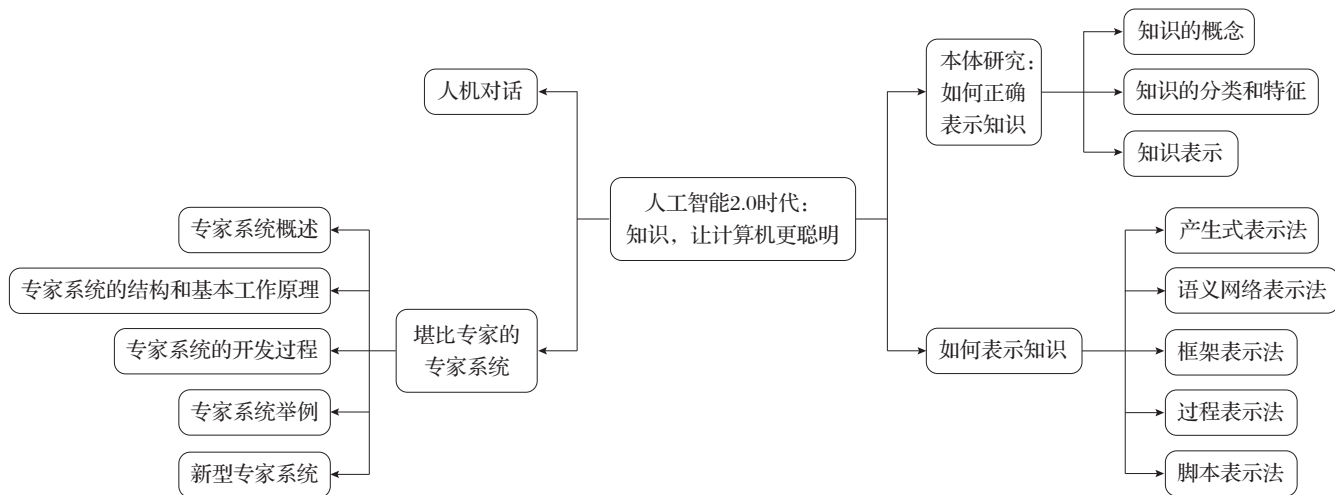 人工智能2.0时代：
知识，让计算机更聪明
本体研究：
如何正确
表示知识
知识的概念
知识的分类和特征
知识表示
如何表示知识
产生式表示法
语义网络表示法
框架表示法
过程表示法
脚本表示法
人机对话
堪比专家的
专家系统
专家系统概述
专家系统的结构和基本工作原理
专家系统的开发过程
专家系统举例
新型专家系统